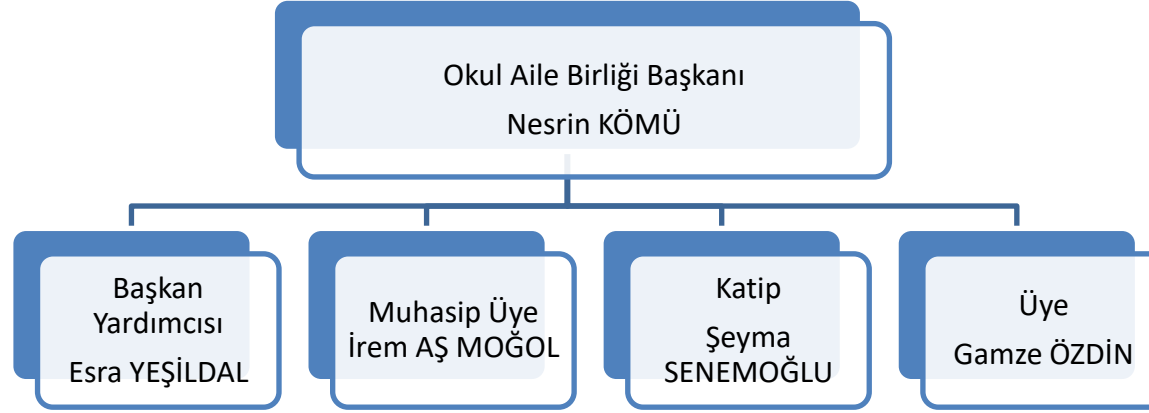 Okul Aile Birliği Başkanı
Nesrin KÖMÜ
Başkan
Yardımcısı
Esra YEŞİLDAL
Muhasip Üye
İrem AŞ MOĞOL
Katip
Şeyma
SENEMOĞLU
Üye
Gamze ÖZDİN